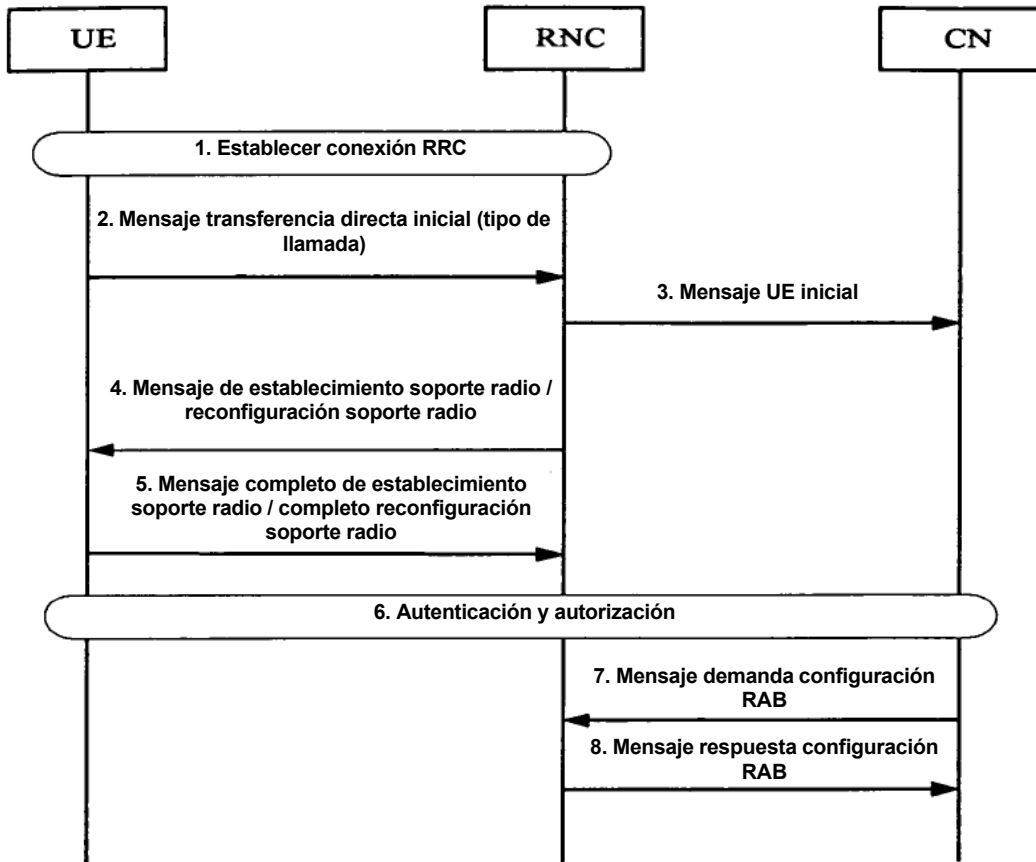 UE
RNC
CN
1. Establecer conexión RRC
2. Mensaje transferencia directa inicial (tipo de
llamada)
3. Mensaje UE inicial
4. Mensaje de establecimiento soporte radio /
reconfiguración soporte radio
5. Mensaje completo de establecimiento
soporte radio / completo reconfiguración
soporte radio
6. Autenticación y autorización
7. Mensaje demanda configuración
RAB
8. Mensaje respuesta configuración
RAB